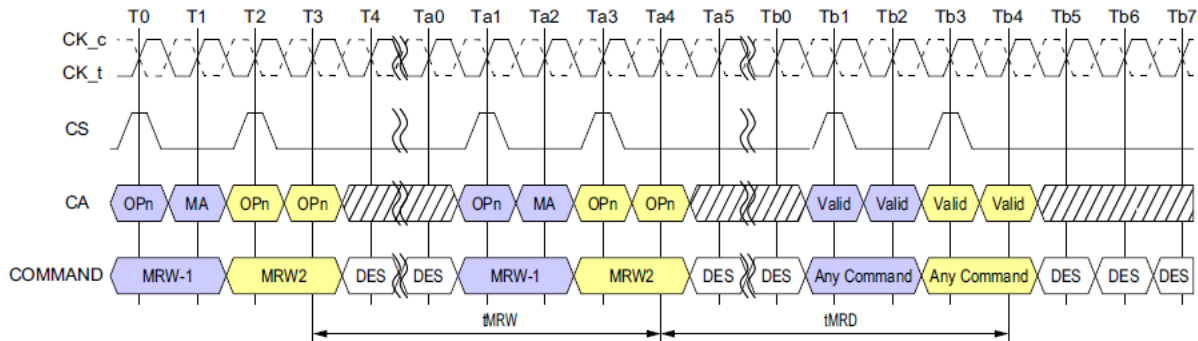 T0 T1 T2 T3 T4 Ta0 Ta1 Ta2 Ta3 Ta4 Ta5 Tb0 Tb1 Tb2 Tb3 Tb4 Tb5 Tb6 Tb7
CK_c
CK_t
CS
CA OPn MA OPn OPn OPn MA OPn OPn Valid Valid Valid Valid
COMMAND MRW-1 MRW2 DES DES MRW-1 MRW2 DES DES Any Command Any Command DES DES DES
tMRW tMRD